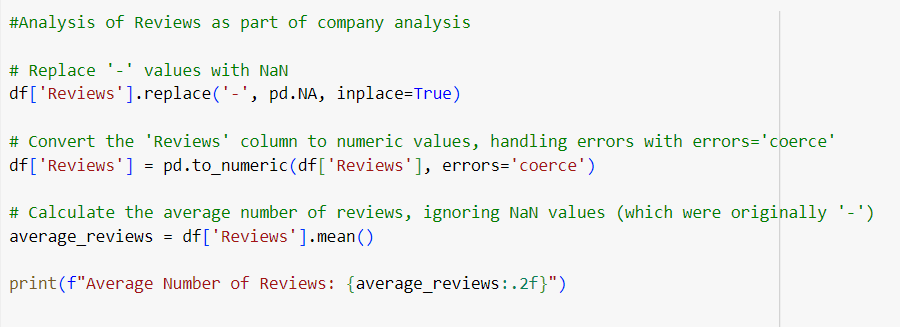 #Analysis of Reviews as part of company analysis
# Replace '-' values with NaN
df['Reviews'].replace('-', pd.NA, inplace=True)
# Convert the 'Reviews' column to numeric values, handling errors with errors='coerce'
df['Reviews'] = pd.to_numeric(df['Reviews'], errors='coerce')
# Calculate the average number of reviews, ignoring NaN values (which were originally '-')
average_reviews = df['Reviews'].mean()
print(f"Average Number of Reviews: {average_reviews:.2f}")